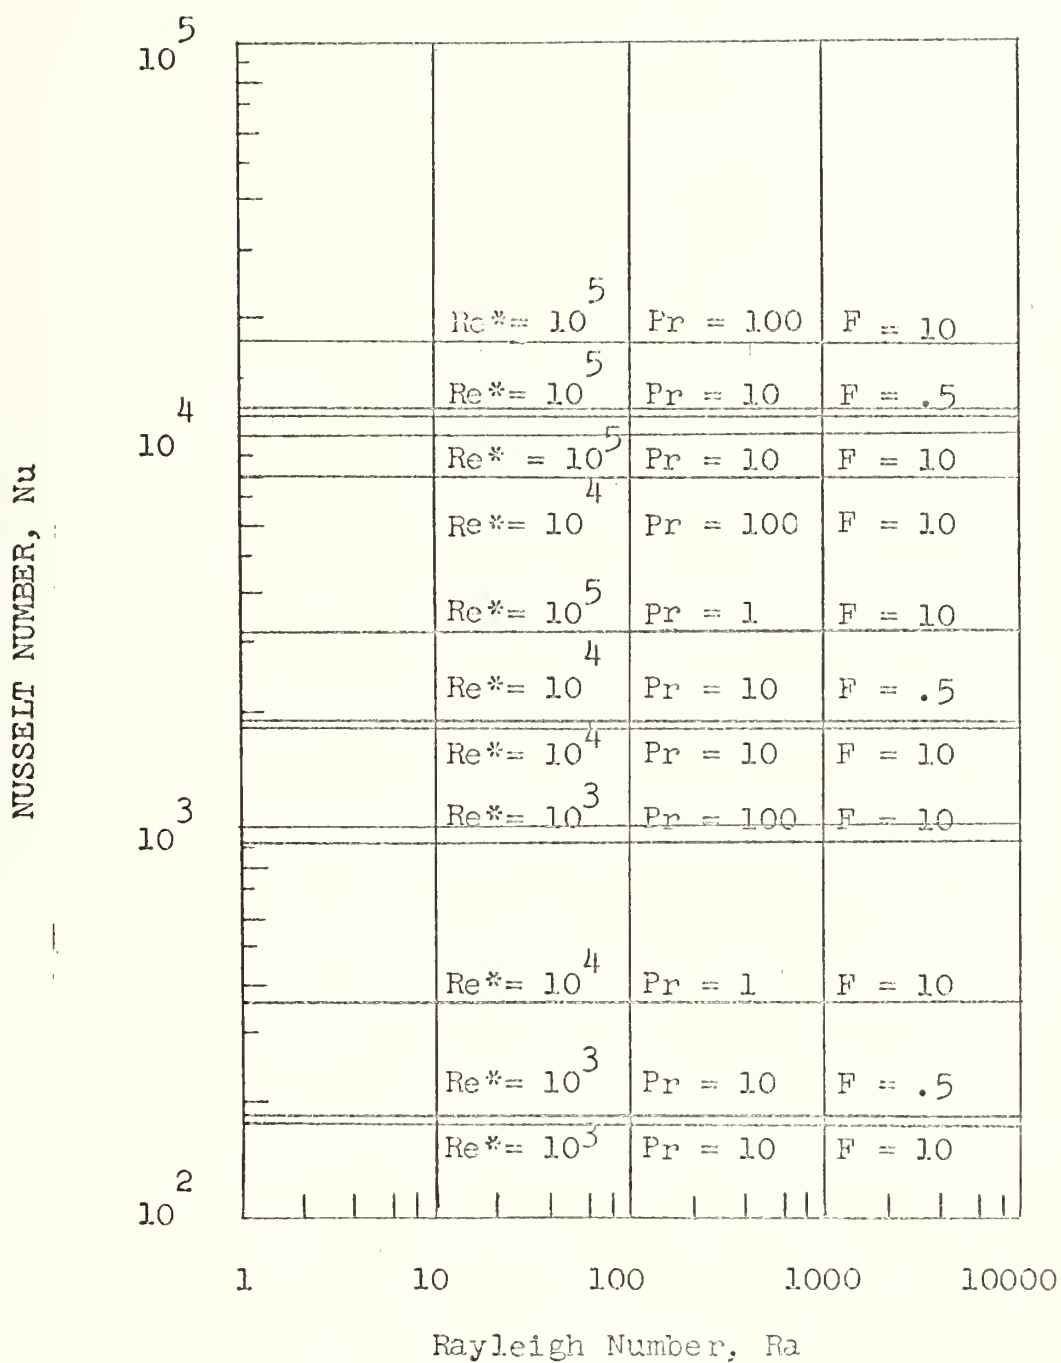 10^5
Re*= 10^5 Pr = 100 F = 10
Re*= 10^5 Pr = 10 F = .5
10^4
Re* = 10^5 Pr = 10 F = 10
Re*= 10^4 Pr = 100 F = 10
Re*= 10^5 Pr = 1 F = 10
Re*= 10^4 Pr = 10 F = .5
Re*= 10^4 Pr = 10 F = 10
10^3
Re*= 10^3 Pr = 100 F = 10
Re*= 10^4 Pr = 1 F = 10
Re*= 10^3 Pr = 10 F = .5
Re*= 10^3 Pr = 10 F = 10
10^2
NUSSELT NUMBER, Nu
1 10 100 1000 10000
Rayleigh Number, Ra